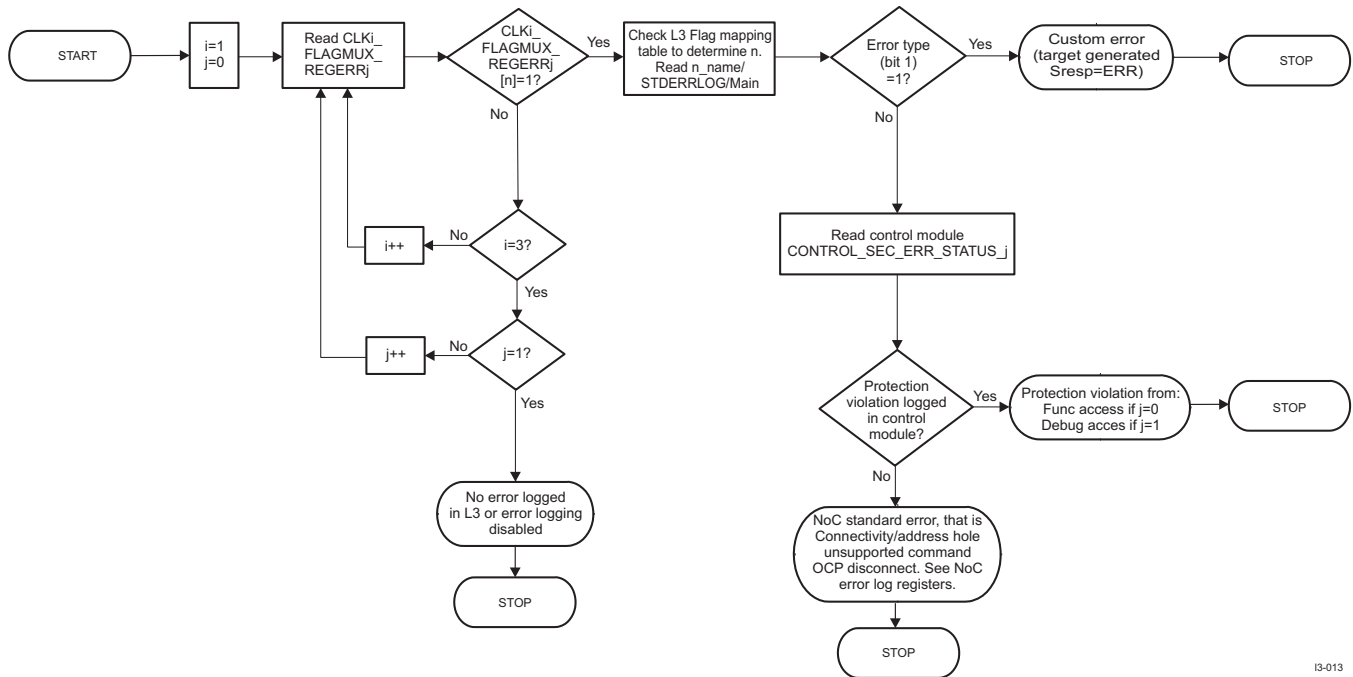 START
i=1
j=0
Read CLKi_
FLAGMUX_
REGERRj
CLKi_
FLAGMUX_
REGERRj
[n]=1?
Yes
No
Check L3 Flag mapping
table to determine n.
Read n_name/
STDERRLOG/Main
Error type
(bit 1)
=1?
Yes
No
Custom error
(target generated
Sresp=ERR)
STOP
i=3?
No
i++
Yes
j=1?
No
j++
Yes
No error logged
in L3 or error logging
disabled
STOP
Read control module
CONTROL_SEC_ERR_STATUS_j
Protection
violation logged
in control
module?
Yes
No
Protection violation from:
Func access if j=0
Debug acces if j=1
STOP
NoC standard error, that is
Connectivity/address hole
unsupported command
OCP disconnect. See NoC
error log registers.
STOP
l3-013